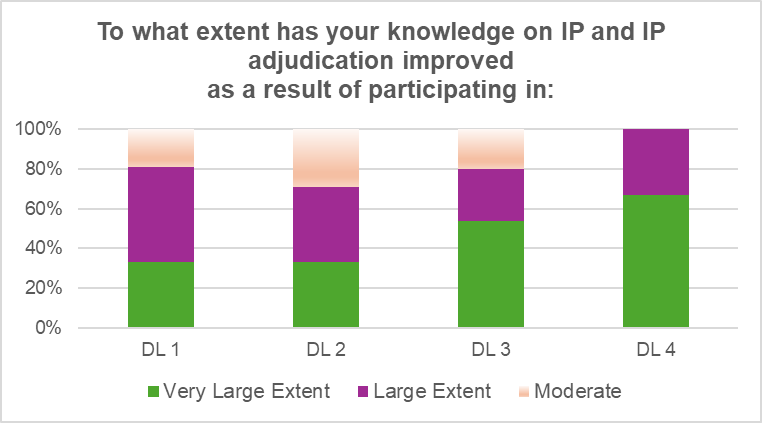 To what extent has your knowledge on IP and IP
adjudication improved
as a result of participating in:
100%
80%
60%
40%
20%
0%
DL 1 DL 2 DL 3 DL 4
Very Large Extent Large Extent Moderate